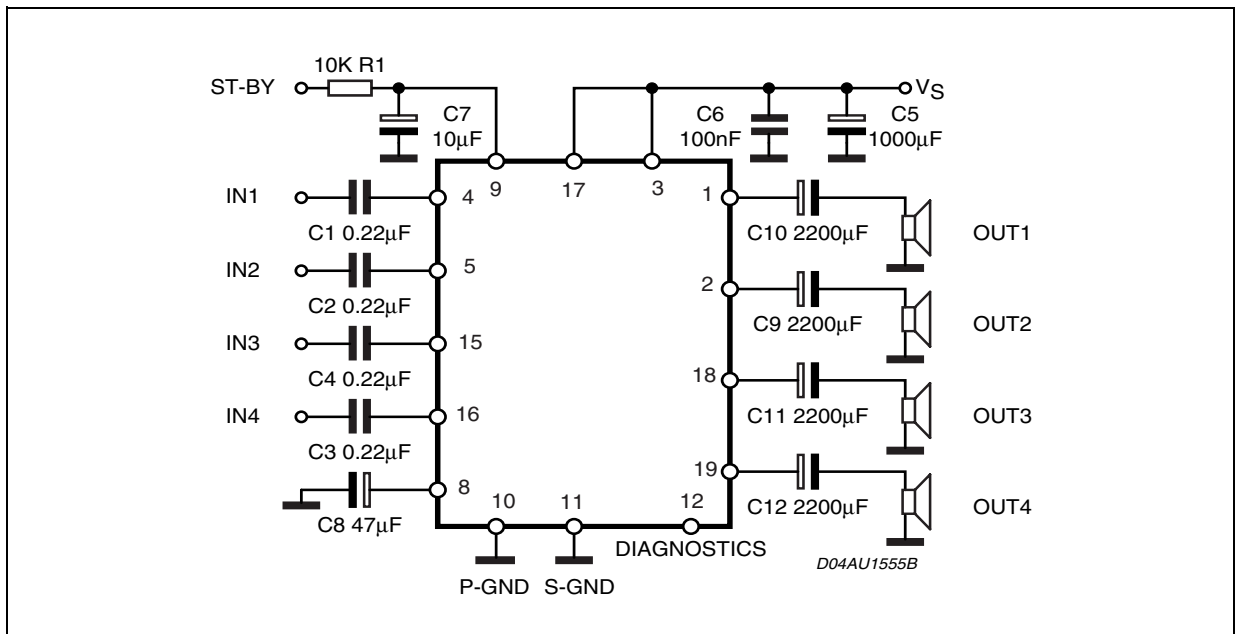 10K R1
ST-BY
C7
10μF
C6
100nF
VS
C5
1000μF
9
17
3
IN1
4
C1 0.22μF
1
C10 2200μF
OUT1
IN2
5
C2 0.22μF
2
C9 2200μF
OUT2
IN3
15
C4 0.22μF
18
C11 2200μF
OUT3
IN4
16
C3 0.22μF
19
C12 2200μF
OUT4
8
C8 47μF
10
11
12
DIAGNOSTICS
P-GND
S-GND
D04AU1555B